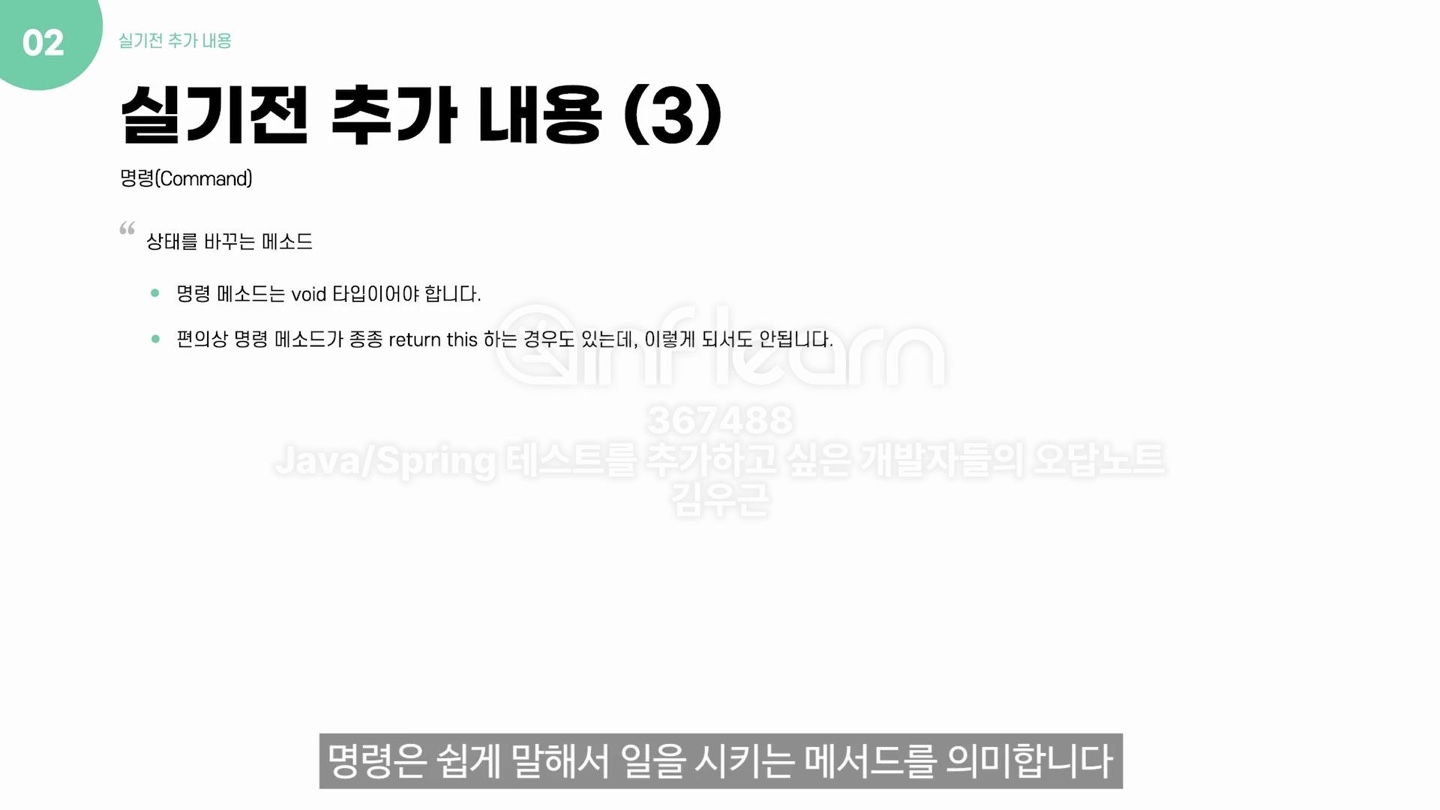 02
실기전 추가 내용
실기전 추가 내용 (3)
명령(Command)
“ 상태를 바꾸는 메소드
• 명령 메소드는 void 타입이어야 합니다.
• 편의상 명령 메소드가 종종 return this 하는 경우도 있는데, 이렇게 되서도 안됩니다.
inflearn
367488
Java/Spring 테스트를 추가하고 싶은 개발자들의 오답노트
김우근
명령은 쉽게 말해서 일을 시키는 메서드를 의미합니다